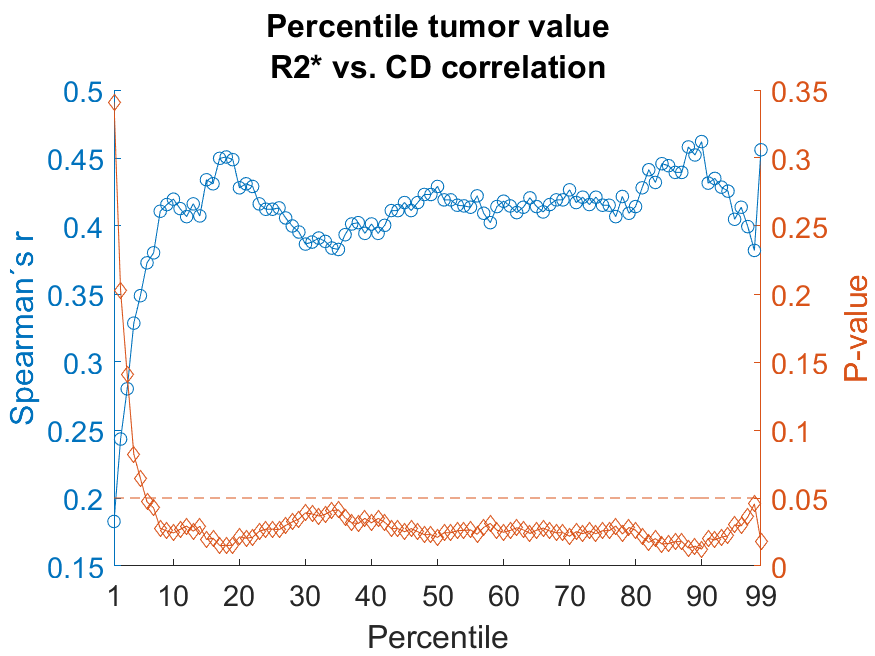 Percentile tumor value
R2* vs. CD correlation
0.5
0.45
0.4
0.35
0.3
0.25
0.2
0.15
Spearman´s r
0.35
0.3
0.25
0.2
0.15
0.1
0.05
0
P-value
1 10 20 30 40 50 60 70 80 90 99
Percentile